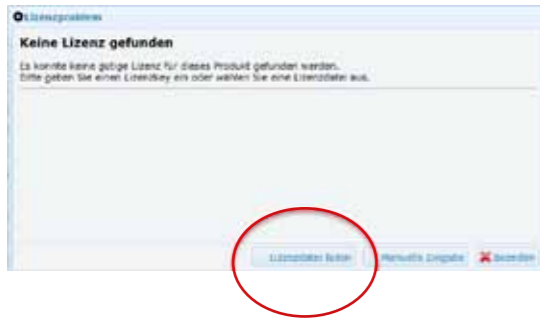 Lizenzproblem
Keine Lizenz gefunden
Es konnte keine gültige Lizenz für dieses Produkt gefunden werden.
Bitte geben Sie einen Lizenzkey ein oder wählen Sie eine Lizenzdatei aus.
Lizenzdatei laden Manuelle Eingabe Beenden